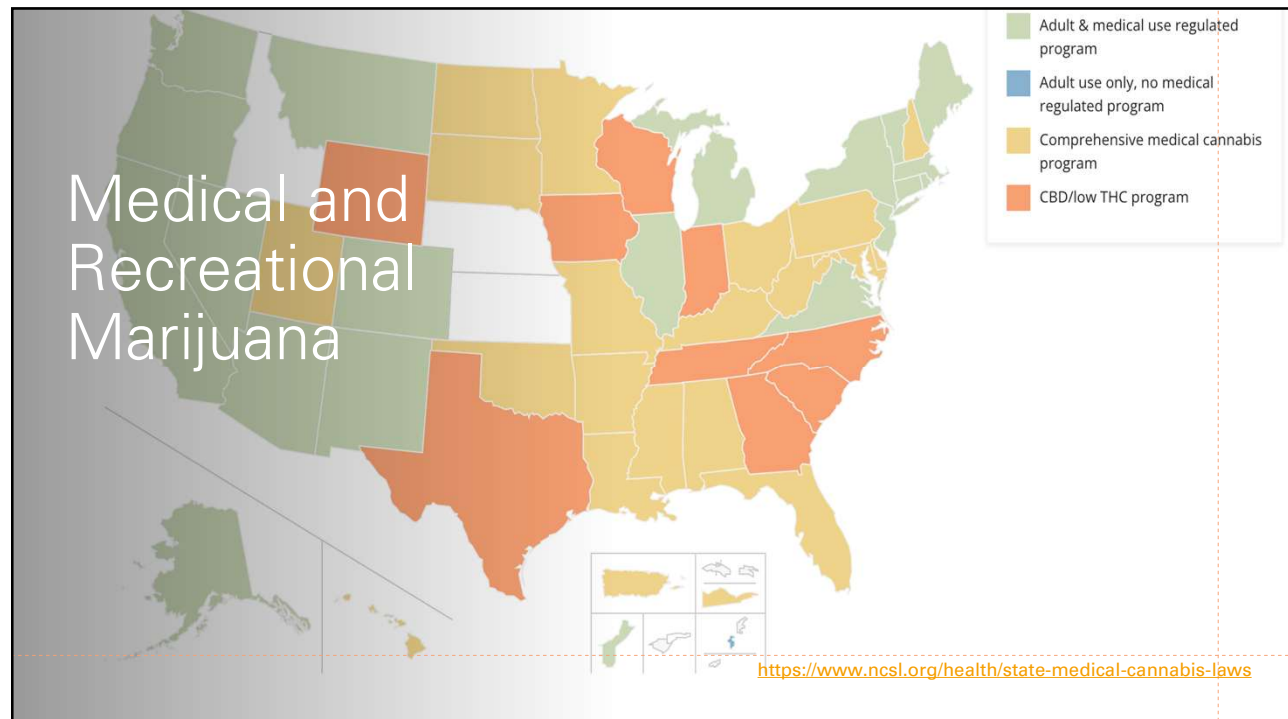 Medical and
Recreational
Marijuana
Adult & medical use regulated
program
Adult use only, no medical
regulated program
Comprehensive medical cannabis
program
CBD/low THC program
https://www.ncsl.org/health/state-medical-cannabis-laws